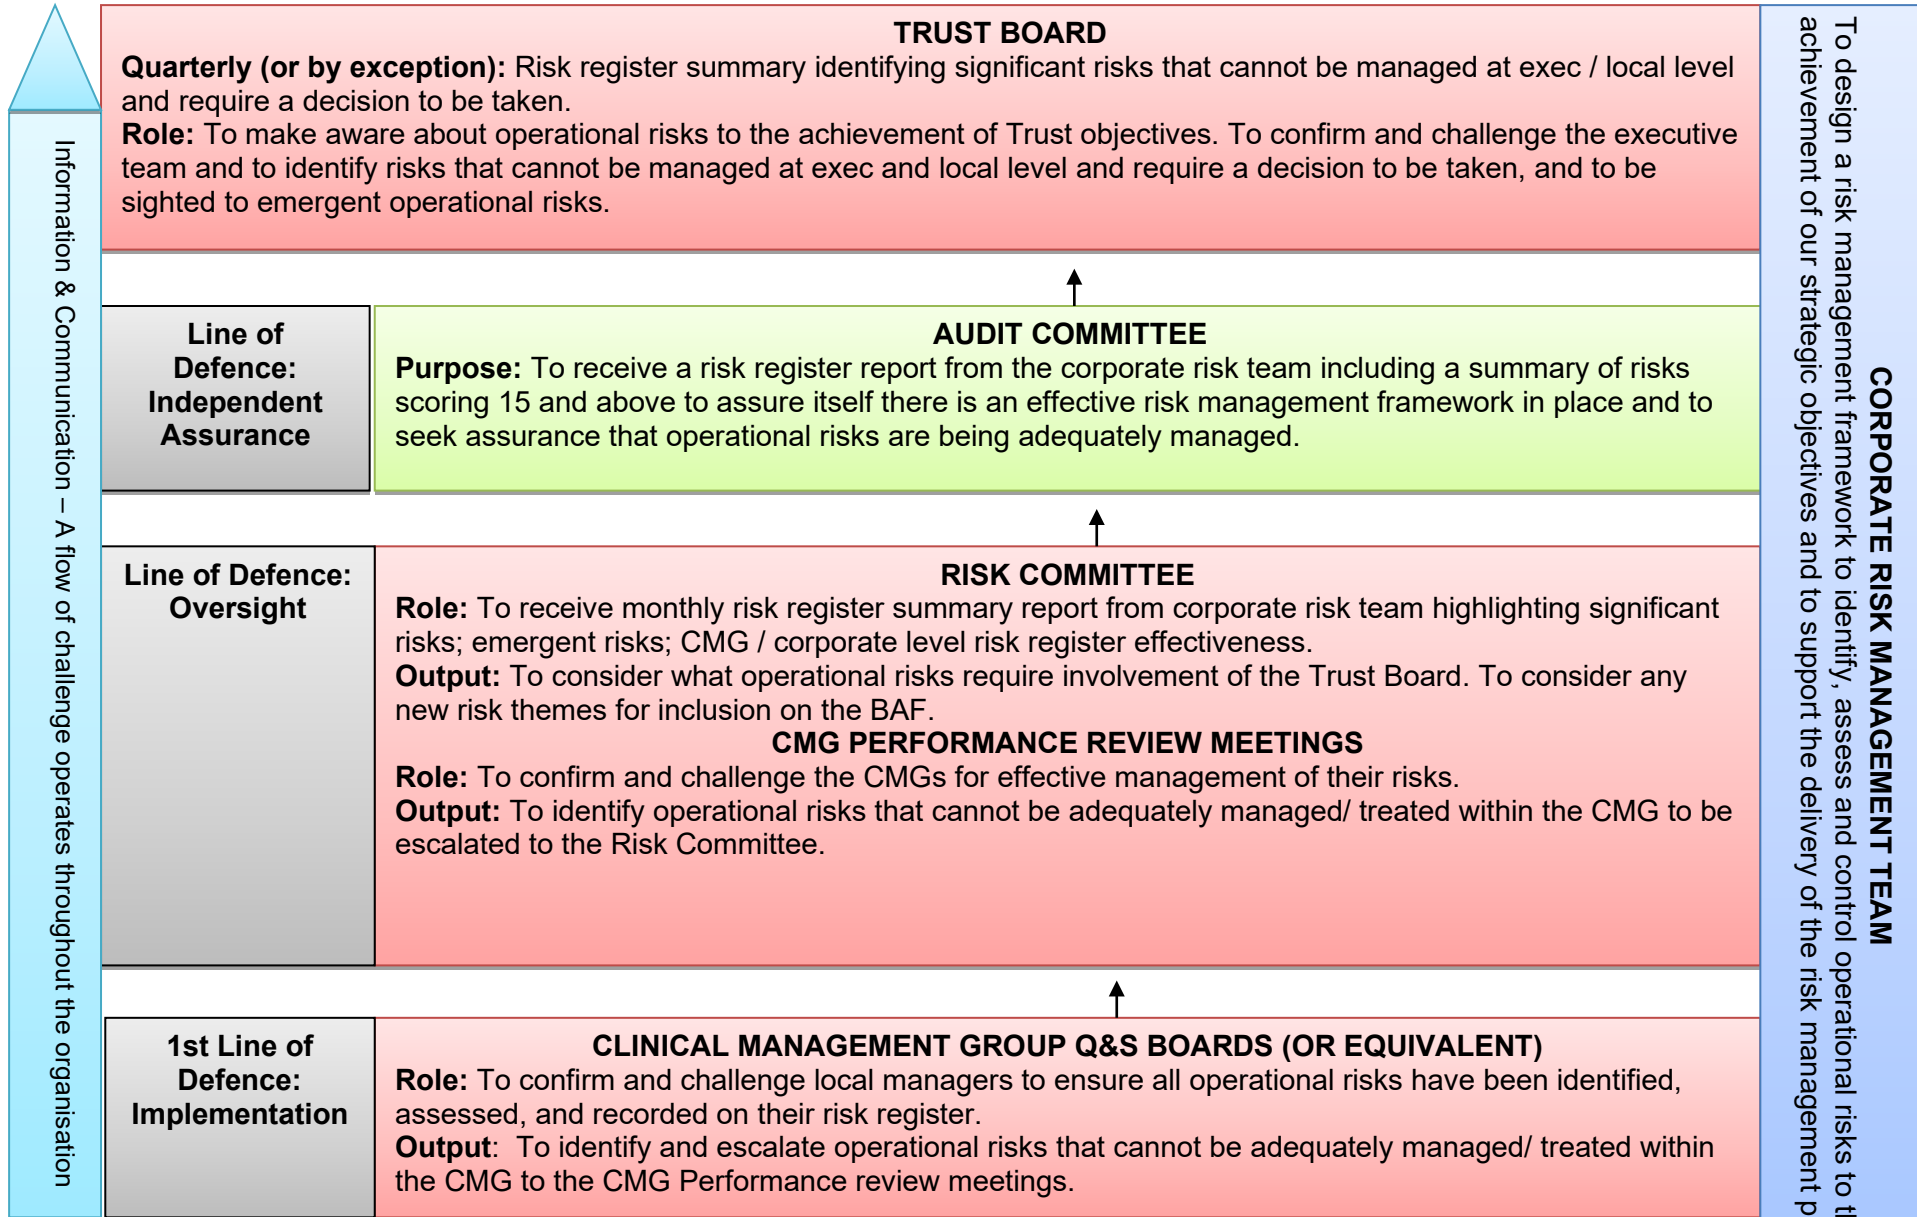 TRUST BOARD
Quarterly (or by exception): Risk register summary identifying significant risks that cannot be managed at exec / local level
and require a decision to be taken.
Role: To make aware about operational risks to the achievement of Trust objectives. To confirm and challenge the executive
team and to identify risks that cannot be managed at exec and local level and require a decision to be taken, and to be
sighted to emergent operational risks.
Line of
Defence:
Independent
Assurance
AUDIT COMMITTEE
Purpose: To receive a risk register report from the corporate risk team including a summary of risks
scoring 15 and above to assure itself there is an effective risk management framework in place and to
seek assurance that operational risks are being adequately managed.
Line of Defence:
Oversight
RISK COMMITTEE
Role: To receive monthly risk register summary report from corporate risk team highlighting significant
risks; emergent risks; CMG / corporate level risk register effectiveness.
Output: To consider what operational risks require involvement of the Trust Board. To consider any
new risk themes for inclusion on the BAF.
CMG PERFORMANCE REVIEW MEETINGS
Role: To confirm and challenge the CMGs for effective management of their risks.
Output: To identify operational risks that cannot be adequately managed/ treated within the CMG to be
escalated to the Risk Committee.
1st Line of
Defence:
Implementation
CLINICAL MANAGEMENT GROUP Q&S BOARDS (OR EQUIVALENT)
Role: To confirm and challenge local managers to ensure all operational risks have been identified,
assessed, and recorded on their risk register.
Output:  To identify and escalate operational risks that cannot be adequately managed/ treated within
the CMG to the CMG Performance review meetings.
Information & Communication – A flow of challenge operates throughout the organisation
CORPORATE RISK MANAGEMENT TEAM
To design a risk management framework to identify, assess and control operational risks to
achievement of our strategic objectives and to support the delivery of the risk management